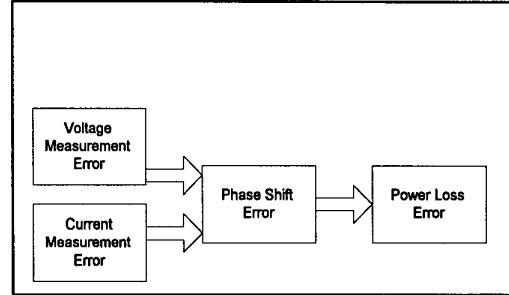 Voltage
Measurement
Error
Phase Shift
Error
Power Loss
Error
Current
Measurement
Error